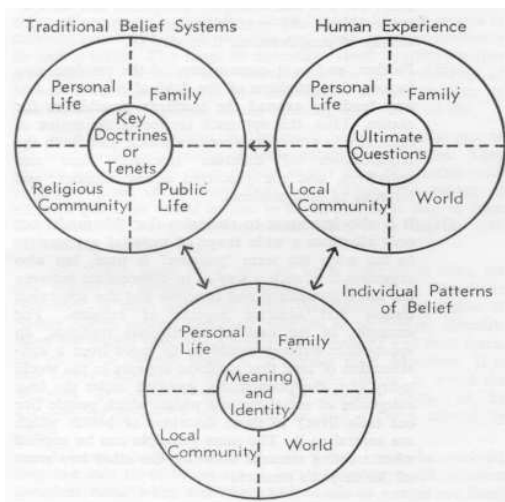 Traditional Belief Systems
Human Experience
Personal
Life
Family
Key
Doctrines
or
Tenets
Religious
Community
Public
Life
Personal
Life
Family
Ultimate
Questions
Local
Community
World
Individual Patterns
of Belief
Personal
Life
Family
Meaning
and
Identity
Local
Community
World